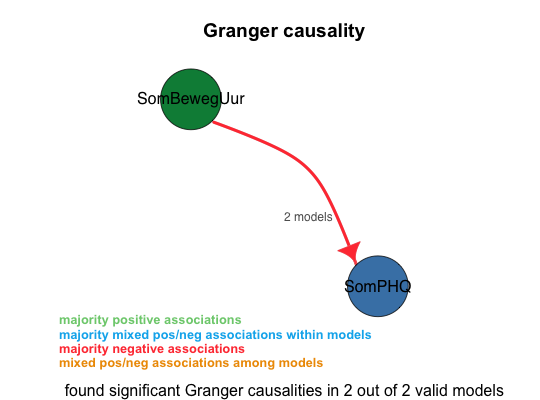 Granger causality
SomBewegUur
2 models
SomPHQ
majority positive associations
majority mixed pos/neg associations within models
majority negative associations
mixed pos/neg associations among models
found significant Granger causalities in 2 out of 2 valid models